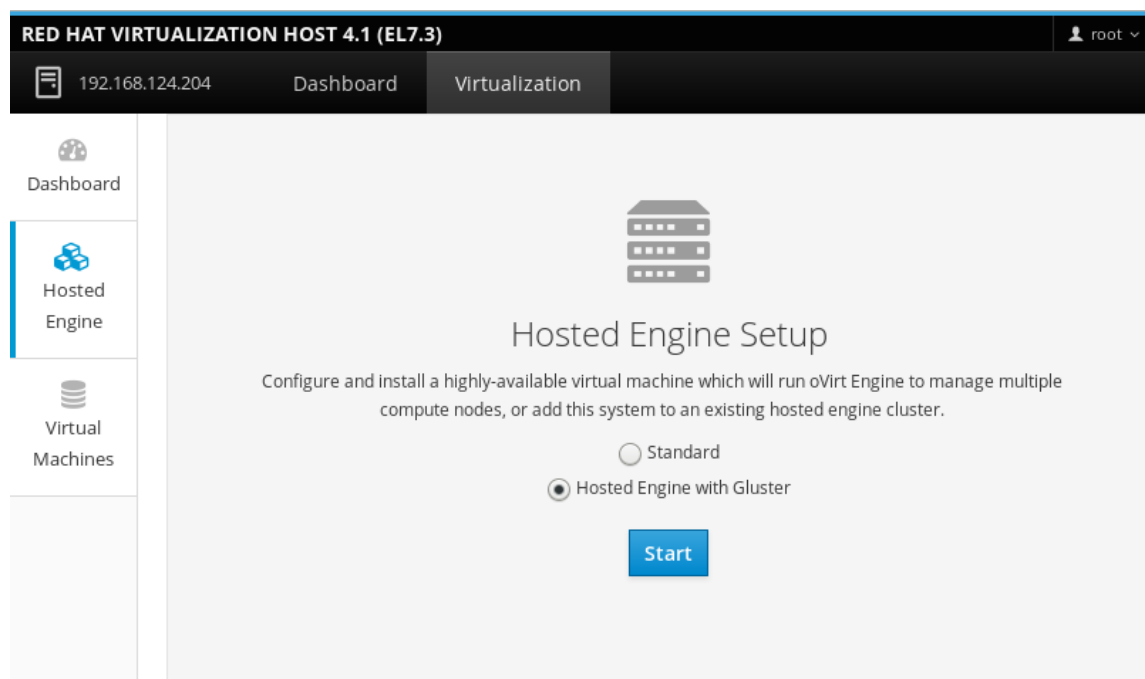 RED HAT VIRTUALIZATION HOST 4.1 (EL7.3)
root
192.168.124.204
Dashboard
Virtualization
Dashboard
Hosted
Engine
Virtual
Machines
Hosted Engine Setup
Configure and install a highly-available virtual machine which will run oVirt Engine to manage multiple
compute nodes, or add this system to an existing hosted engine cluster.
Standard
Hosted Engine with Gluster
Start